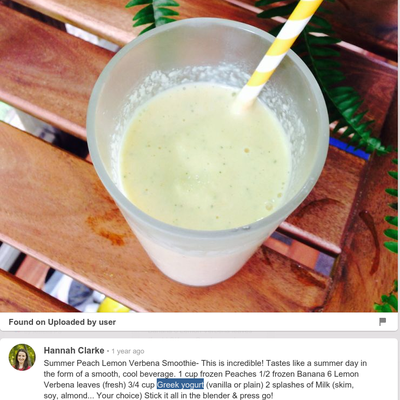 Found on Uploaded by user
Hannah Clarke • 1 year ago
Summer Peach Lemon Verbena Smoothie- This is incredible! Tastes like a summer day in
the form of a smooth, cool beverage. 1 cup frozen Peaches 1/2 frozen Banana 6 Lemon
Verbena leaves (fresh) 3/4 cup Greek yogurt (vanilla or plain) 2 splashes of Milk (skim,
soy, almond... Your choice) Stick it all in the blender & press go!